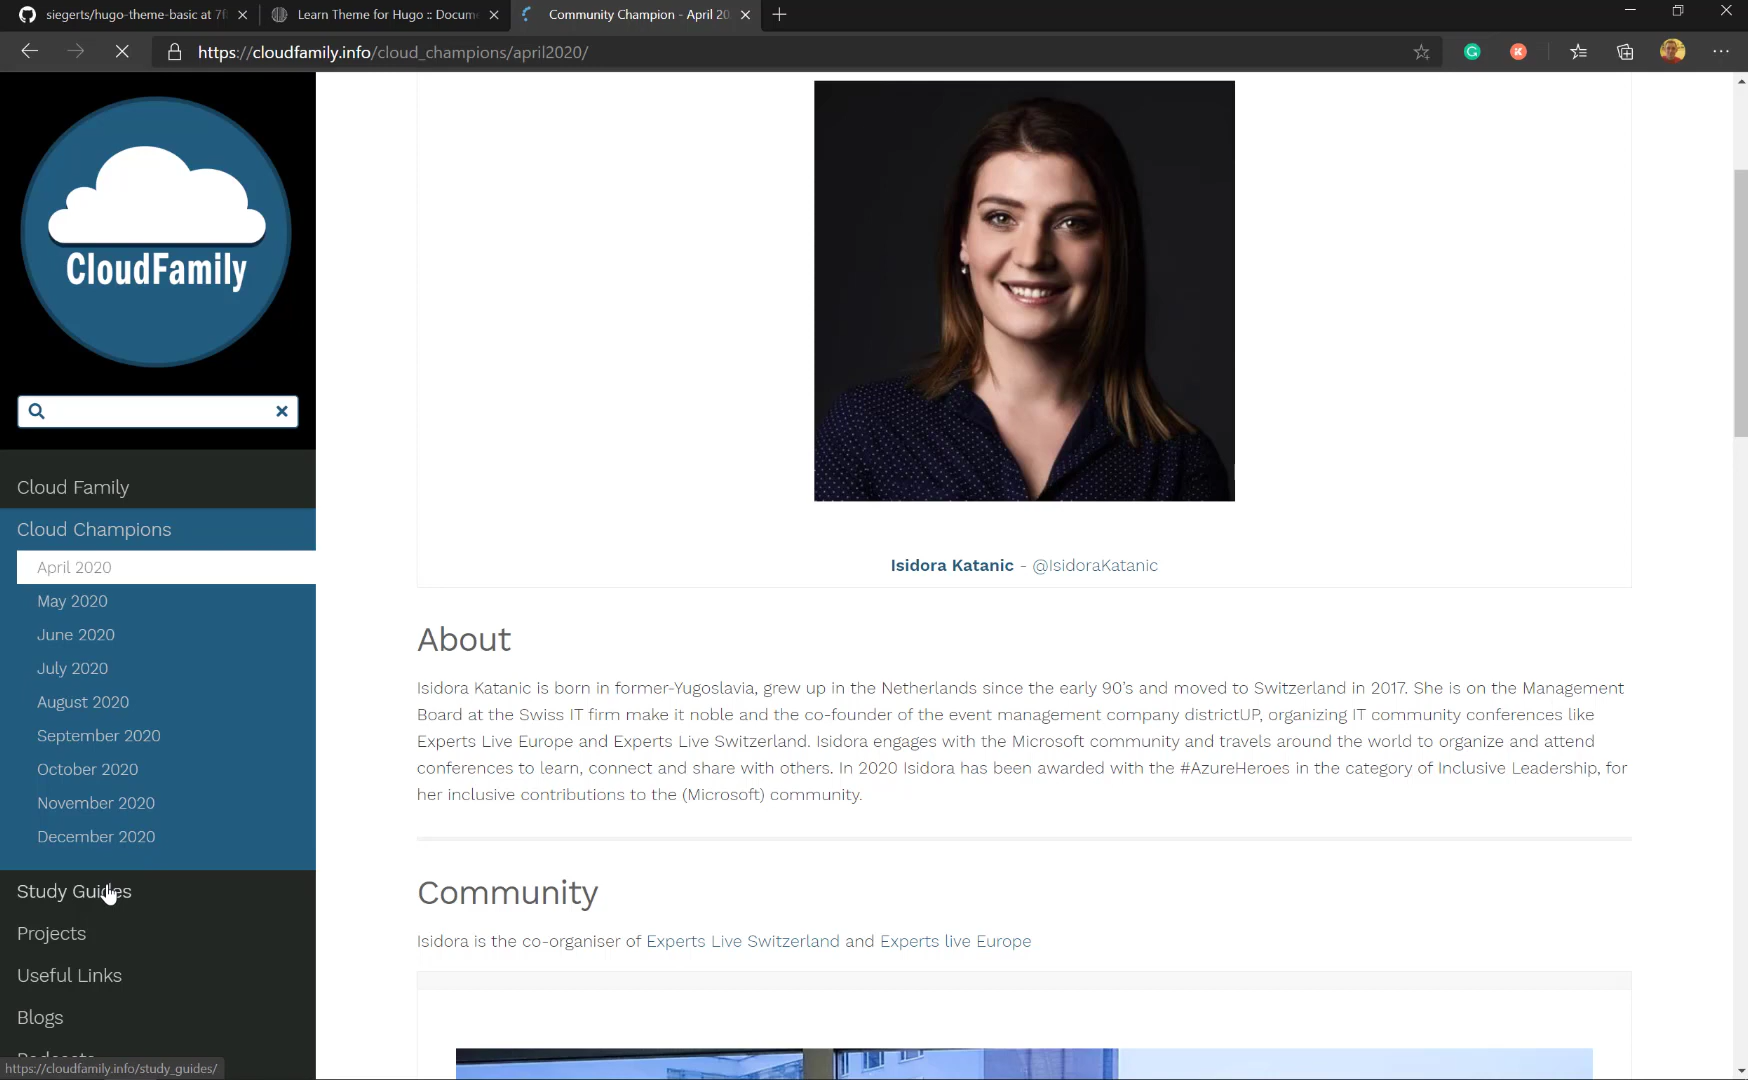 siegerts/hugo-theme-basic at 7f
Learn Theme for Hugo :: Docume
Community Champion - April 20
https://cloudfamily.info/cloud_champions/april2020/
CloudFamily
Cloud Family
Cloud Champions
April 2020
May 2020
June 2020
July 2020
August 2020
September 2020
October 2020
November 2020
December 2020
Study Guides
Projects
Useful Links
Blogs
https://cloudfamily.info/study_guides/
Isidora Katanic - @IsidoraKatanic
About
Isidora Katanic is born in former-Yugoslavia, grew up in the Netherlands since the early 90's and moved to Switzerland in 2017. She is on the Management
Board at the Swiss IT firm make it noble and the co-founder of the event management company districtUP, organizing IT community conferences like
Experts Live Europe and Experts Live Switzerland. Isidora engages with the Microsoft community and travels around the world to organize and attend
conferences to learn, connect and share with others. In 2020 Isidora has been awarded with the #AzureHeroes in the category of Inclusive Leadership, for
her inclusive contributions to the (Microsoft) community.
Community
Isidora is the co-organiser of Experts Live Switzerland and Experts live Europe